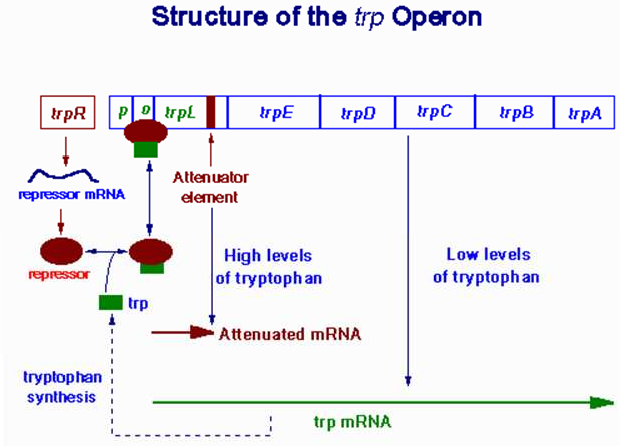 Structure of the trp Operon
trpR
p
o
trpL
trpE
trpD
trpC
trpB
trpA
repressor mRNA
Attenuator
element
repressor
trp
High levels
of tryptophan
Low levels
of tryptophan
Attenuated mRNA
tryptophan
synthesis
trp mRNA